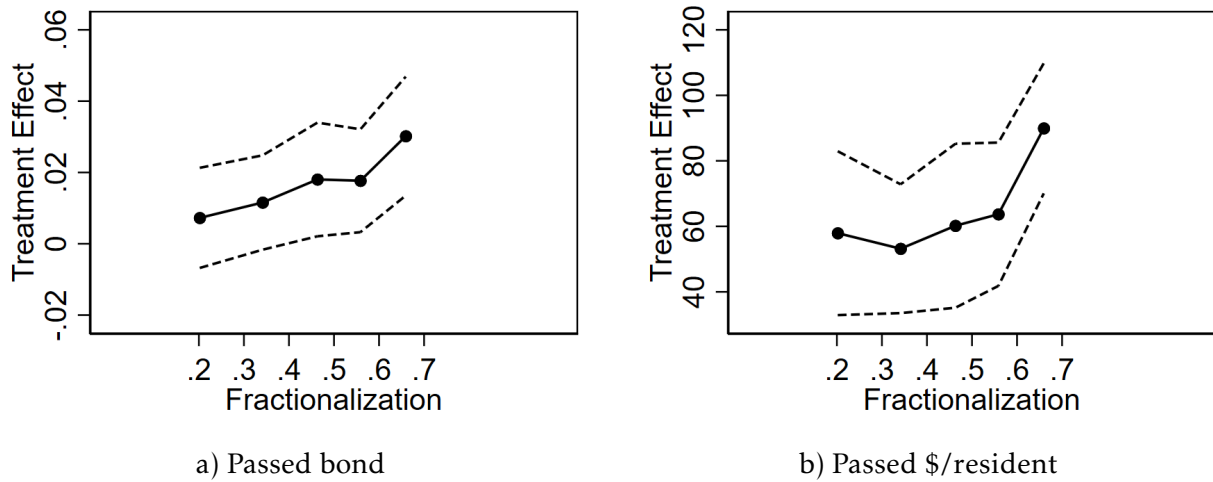 .06
.04
.02
0
-.02
Treatment Effect
.2 .3 .4 .5 .6 .7
Fractionalization
a) Passed bond
120
100
80
60
40
Treatment Effect
.2 .3 .4 .5 .6 .7
Fractionalization
b) Passed $/resident